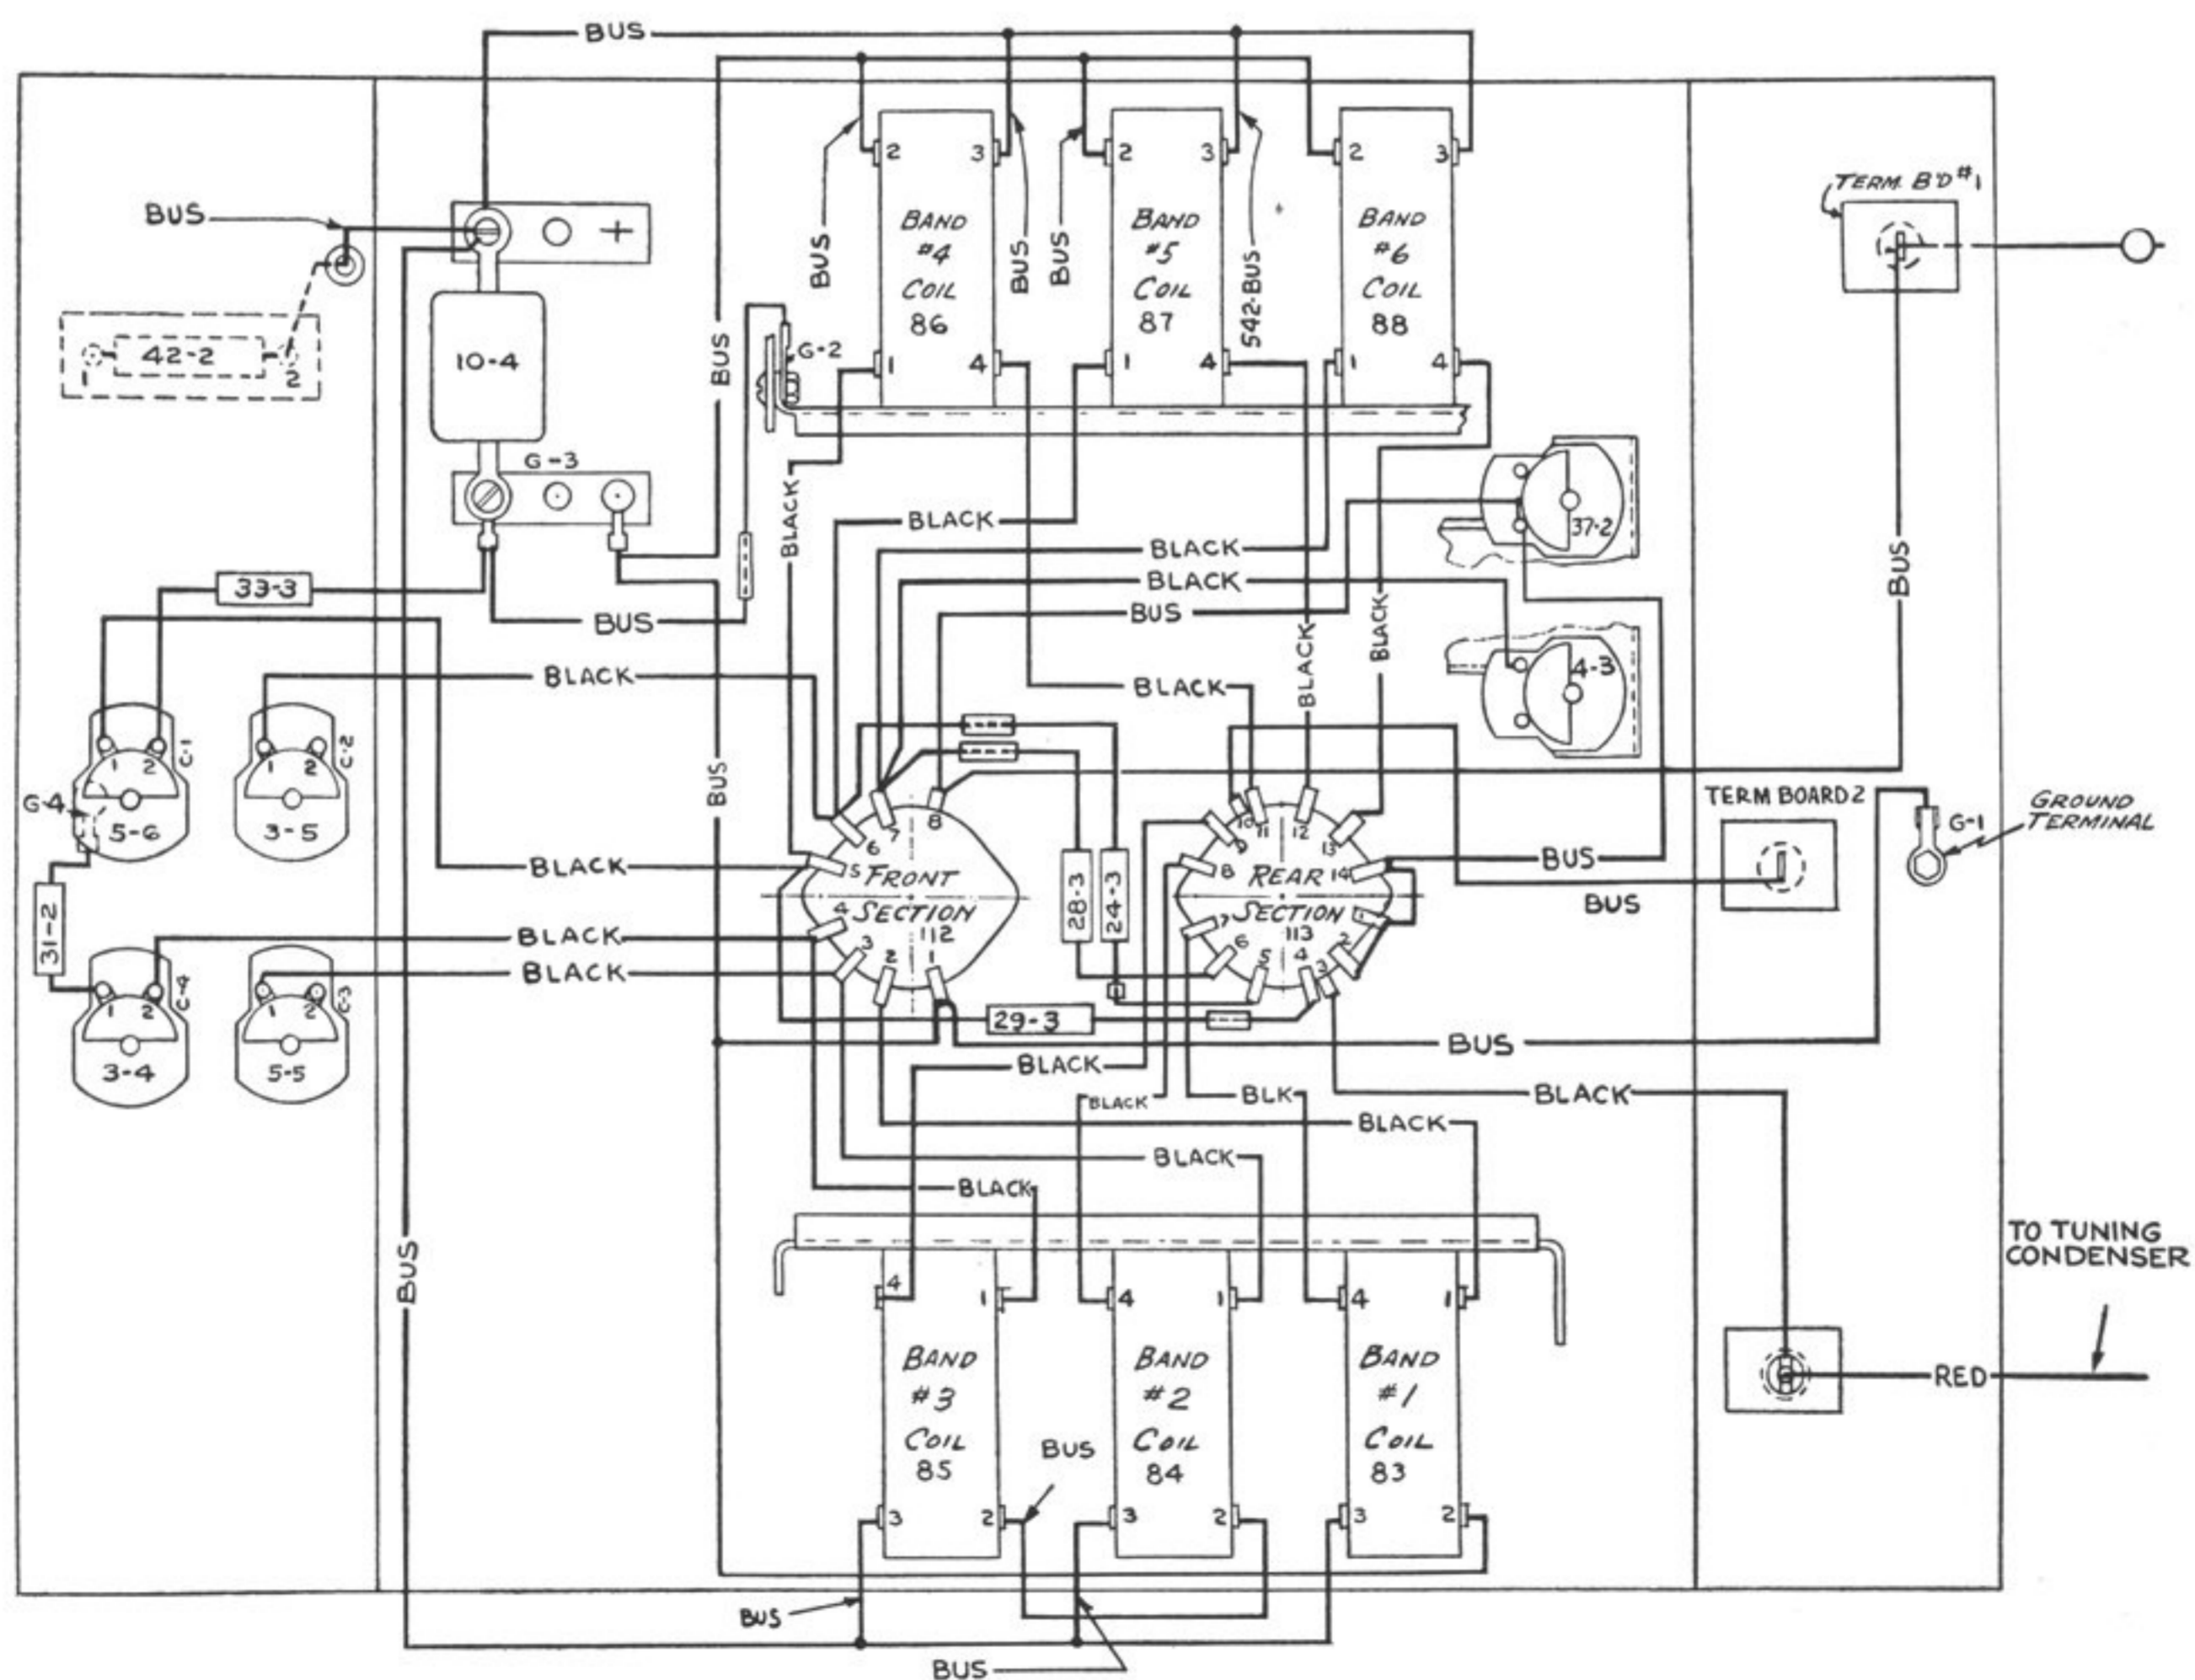 BUS
BUS
BUS
BUS
BUS
542-BUS
2 3
BAND
#4
COIL
86
1 4
2 3
BAND
#5
COIL
87
1 4
2 3
BAND
#6
COIL
88
1 4
TERM. B'D #1
42-2
1 2
10-4
BUS
G-2
G-3
BLACK
BLACK
BLACK
BLACK
BUS
BLACK
BLACK
BLACK
37-2
4-3
BUS
33-3
BUS
BLACK
BUS
1 2
C-1
5-6
G-4
1 2
C-2
3-5
31-2
1 2
C-4
3-4
1 2
C-3
5-5
BLACK
BLACK
BLACK
8
7
6
5
FRONT
SECTION
112
4
3
2
1
28-3
24-3
29-3
10
11
12
9
13
8
REAR
14
SECTION
113
7
1
6
5
4
3
2
TERM BOARD 2
BUS
BUS
G-1
GROUND
TERMINAL
BUS
BLACK
BLACK
BLK
BLACK
BLACK
BLACK
BLACK
BUS
4 1
BAND
#3
COIL
85
3 2
4 1
BAND
#2
COIL
84
3 2
4 1
BAND
#1
COIL
83
3 2
BUS
TO TUNING
CONDENSER
RED
BUS
BUS